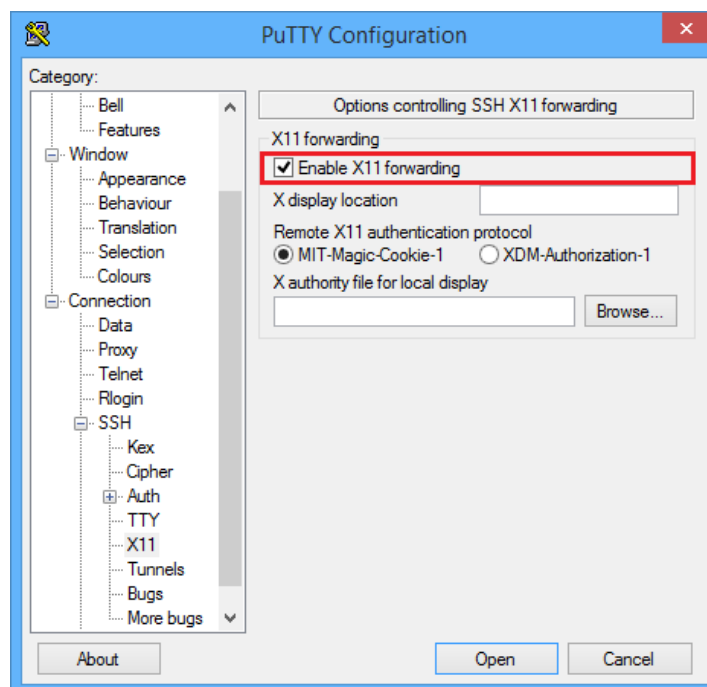 PuTTY Configuration
Category:
Bell
Features
Window
Appearance
Behaviour
Translation
Selection
Colours
Connection
Data
Proxy
Telnet
Rlogin
SSH
Kex
Cipher
Auth
TTY
X11
Tunnels
Bugs
More bugs
Options controlling SSH X11 forwarding
X11 forwarding
Enable X11 forwarding
X display location
Remote X11 authentication protocol
MIT-Magic-Cookie-1 XDM-Authorization-1
X authority file for local display
Browse...
About Open Cancel